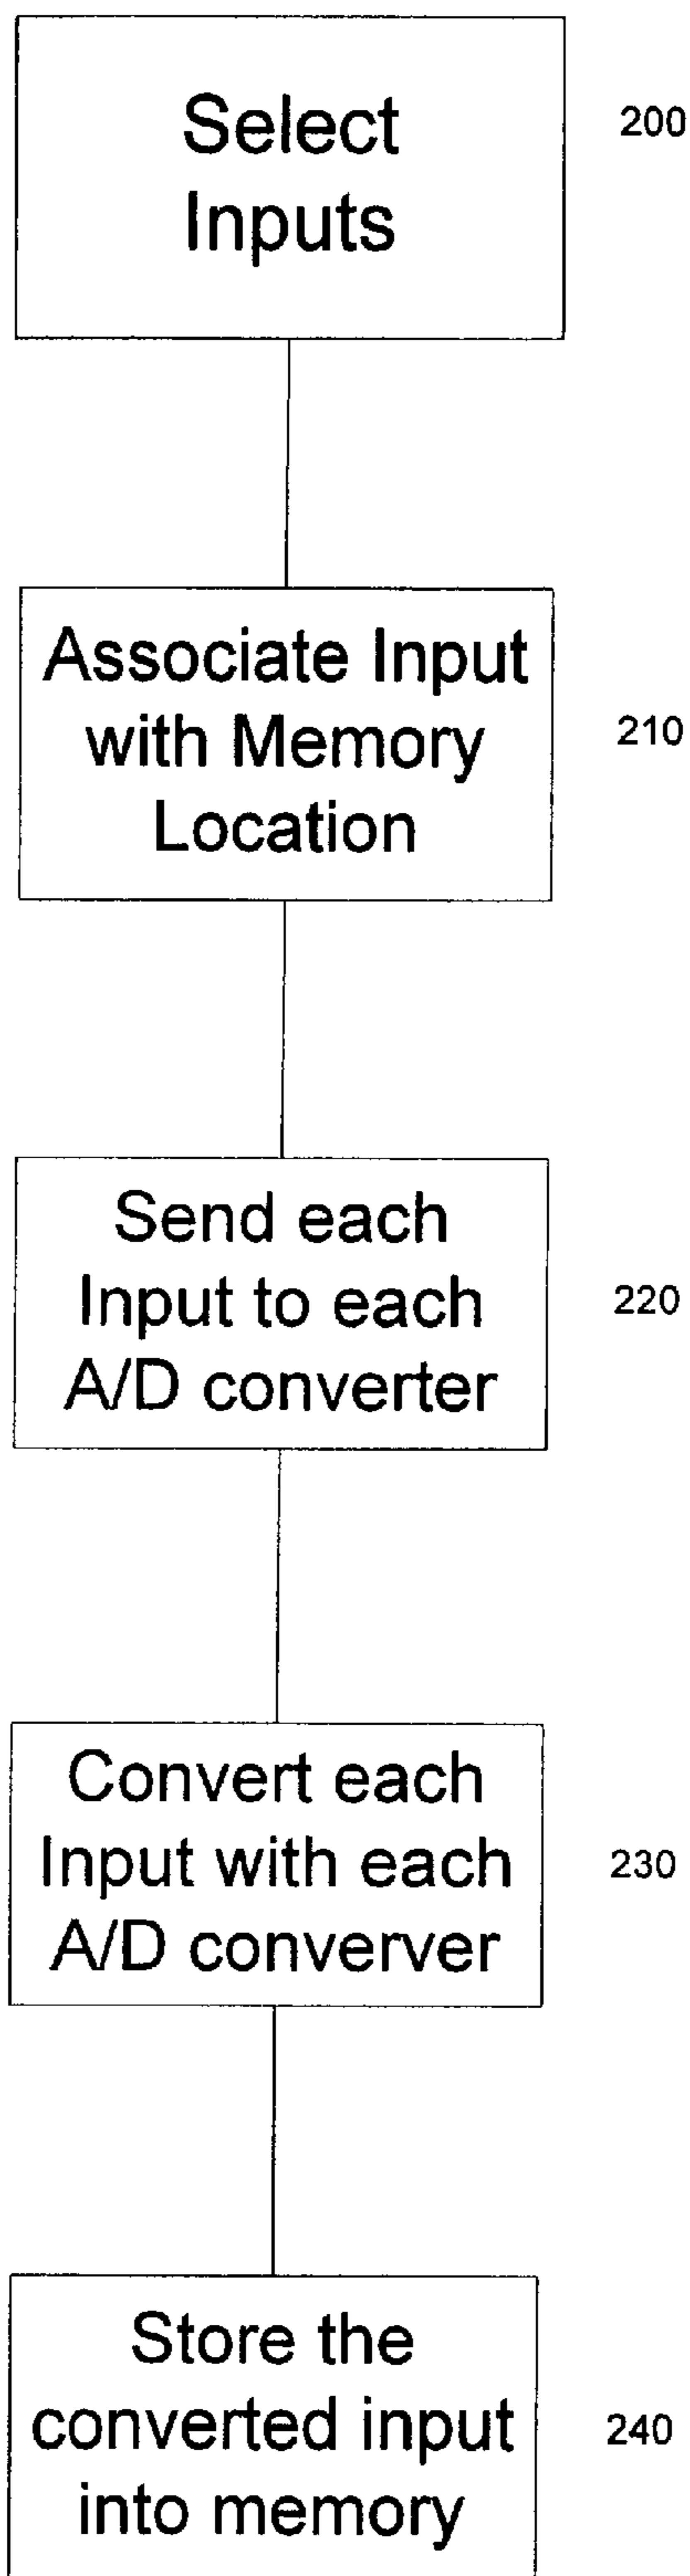 Select
Inputs
200
Associate Input
with Memory
Location
210
Send each
Input to each
A/D converter
220
Convert each
Input with each
A/D converver
230
Store the
converted input
into memory
240